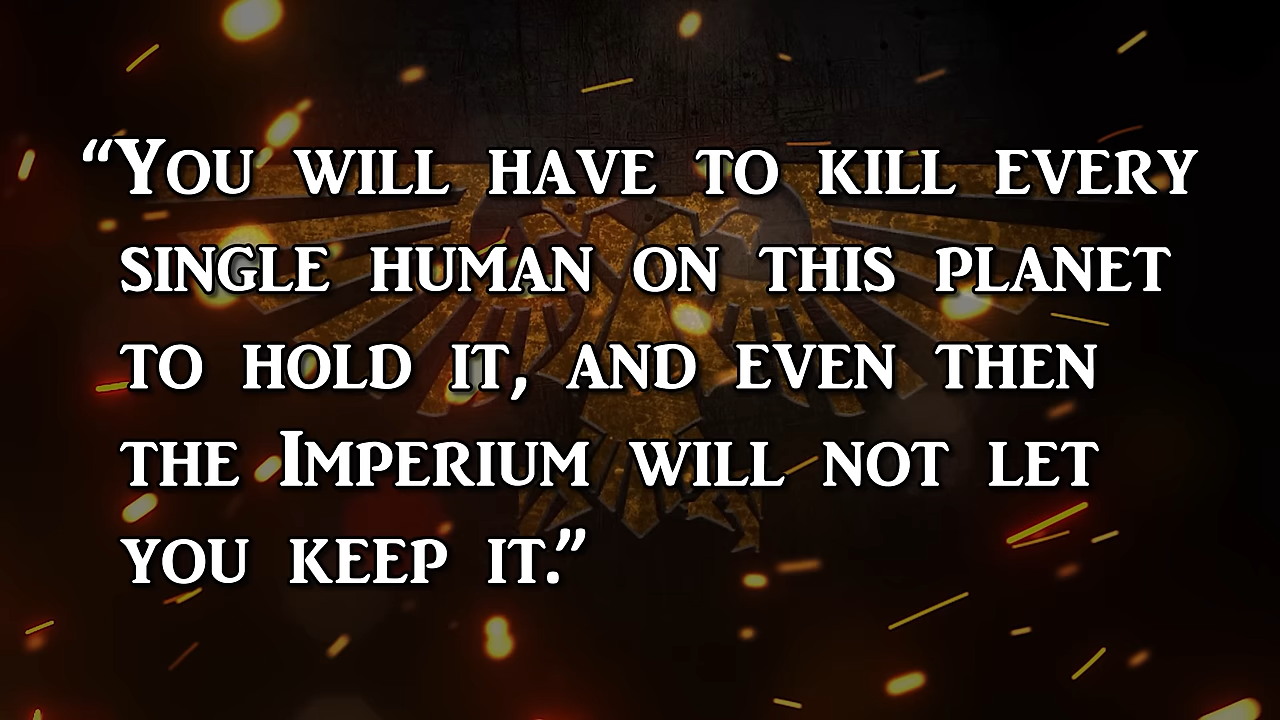 “You will have to kill every
single human on this planet
to hold it, and even then
the Imperium will not let
you keep it.”